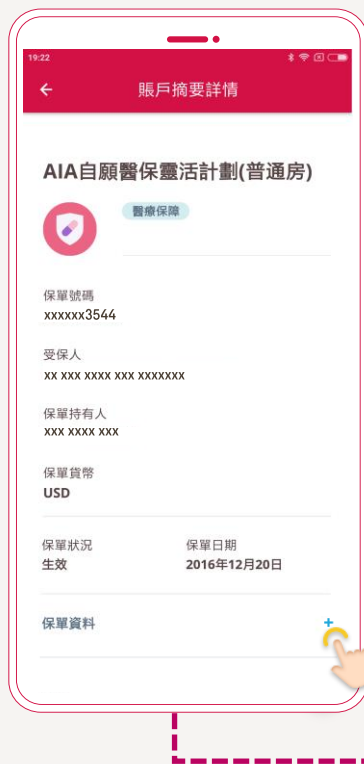 19:22
賬戶摘要詳情
AIA自願醫保靈活計劃(普通房)
醫療保障
保單號碼
xxxxxx3544
受保人
xx xxx xxxx xxx xxxxxxx
保單持有人
xxx xxxx xxx
保單貨幣
USD
保單狀況 保單日期
生效 2016年12月20日
保單資料 +